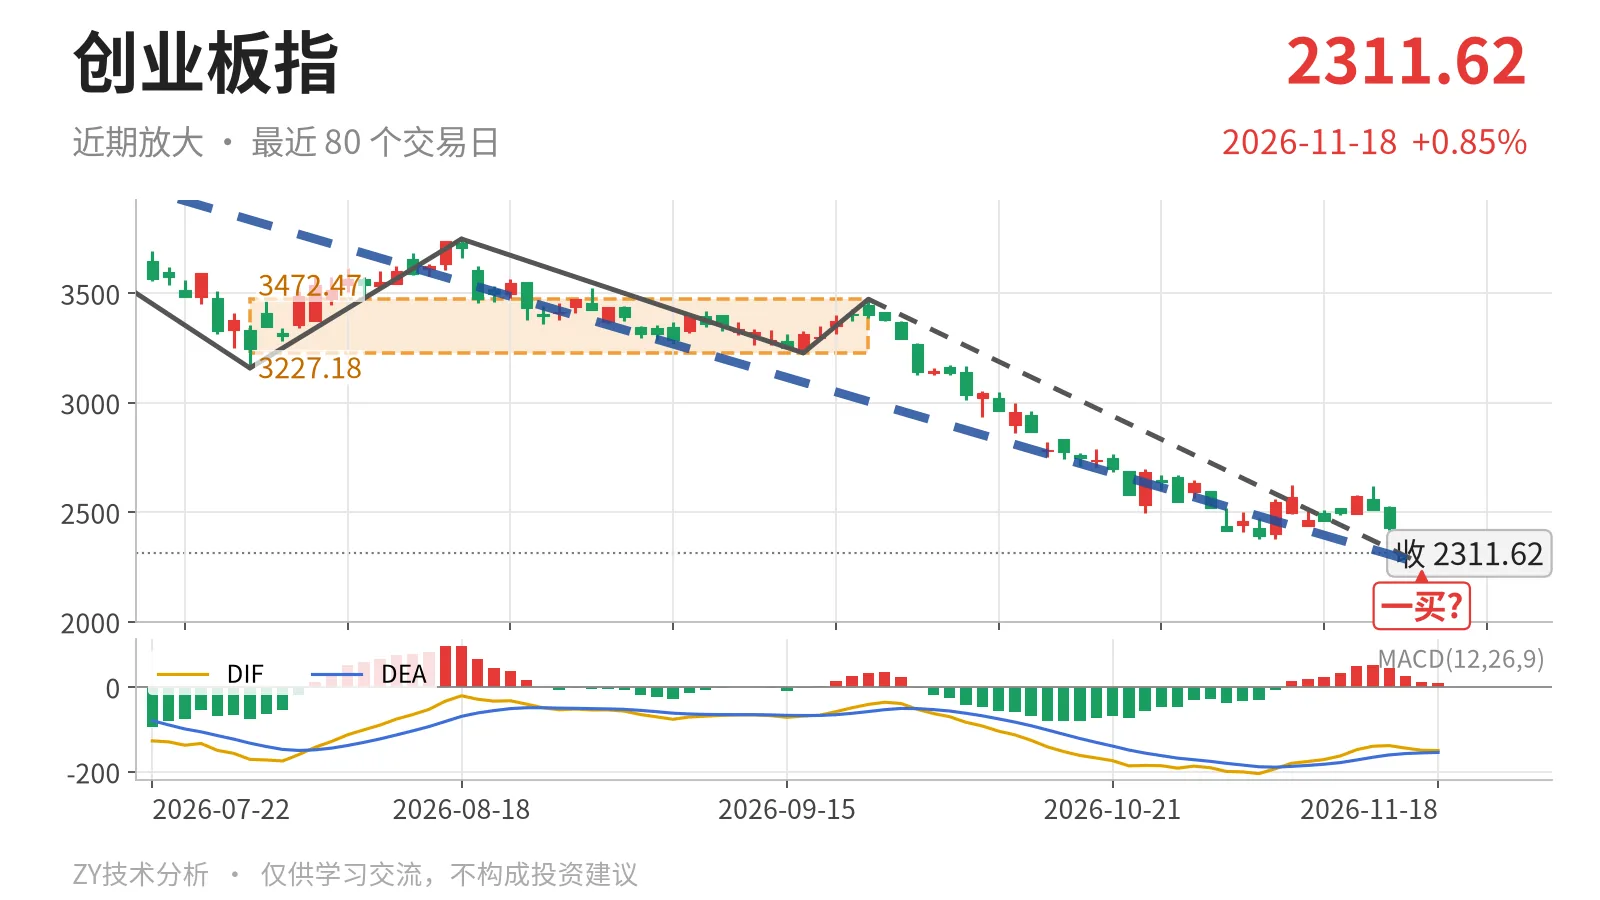 创业板指
2311.62
近期放大 · 最近 80 个交易日
2026-11-18 +0.85%
3472.47
3227.18
3500
3000
2500
2000
收 2311.62
一买?
DIF
DEA
MACD(12,26,9)
0
-200
2026-07-22
2026-08-18
2026-09-15
2026-10-21
2026-11-18
ZY技术分析 · 仅供学习交流，不构成投资建议